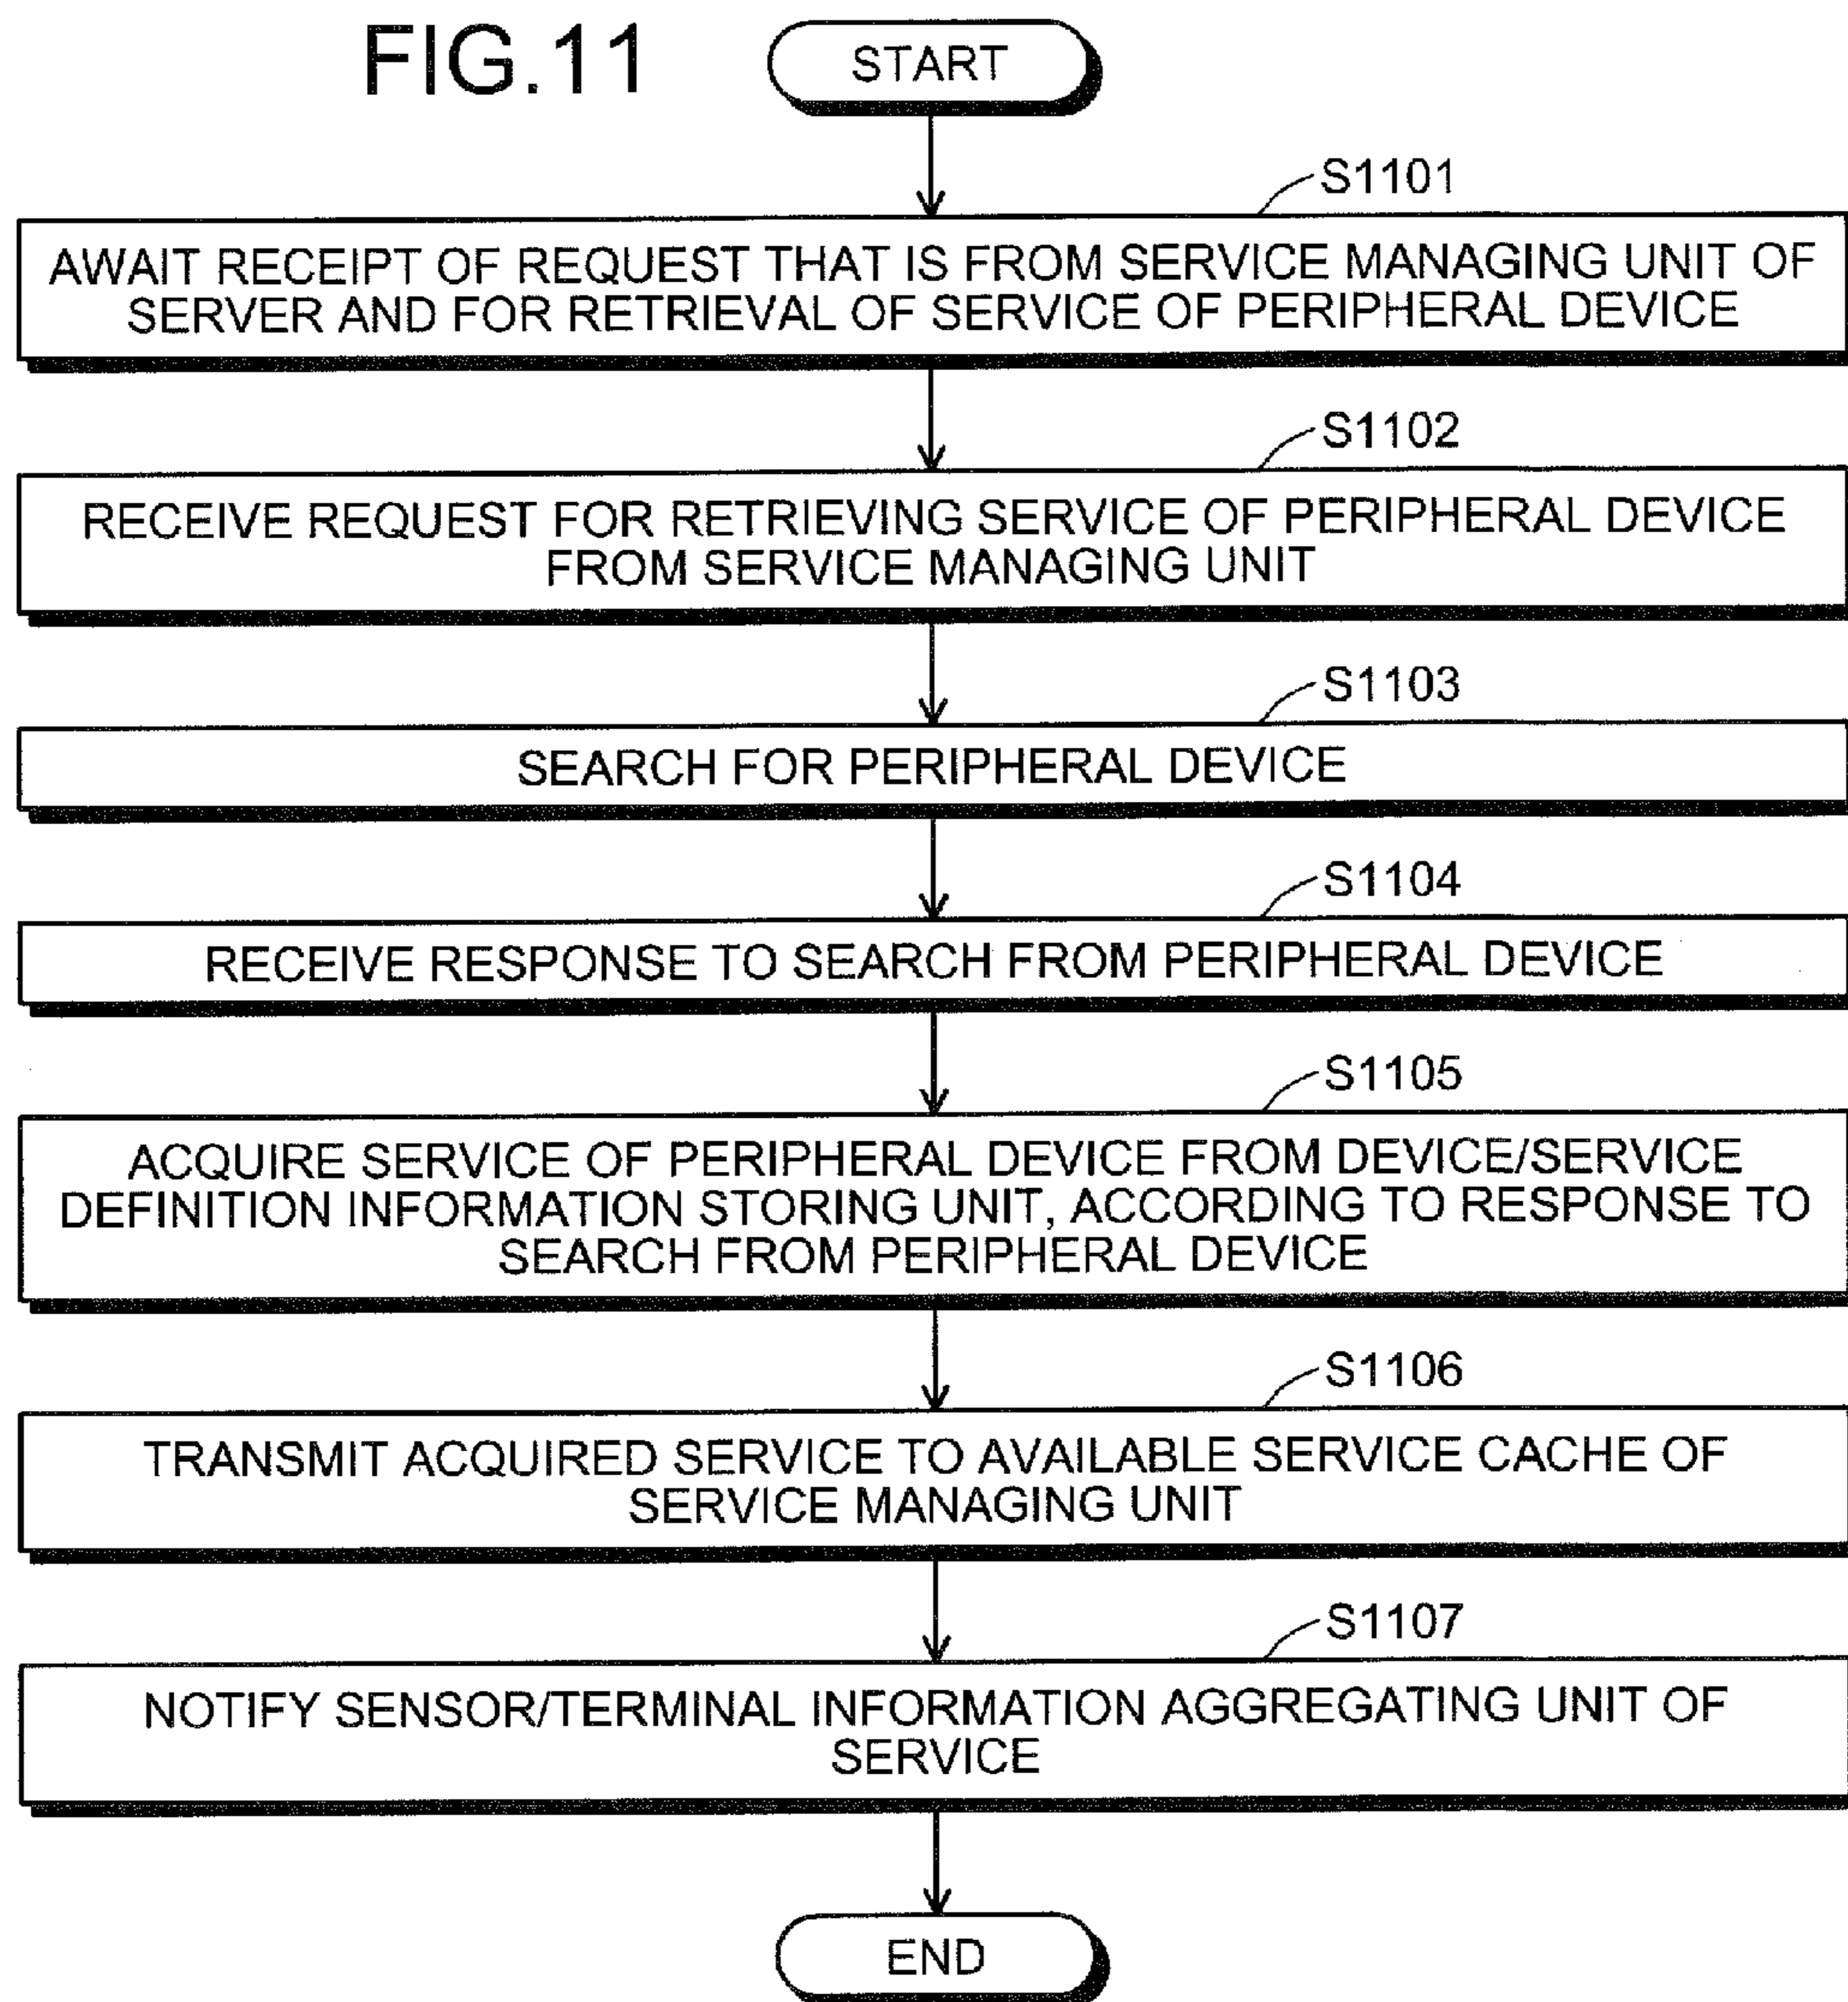 FIG.11
START
S1101
AWAIT RECEIPT OF REQUEST THAT IS FROM SERVICE MANAGING UNIT OF
SERVER AND FOR RETRIEVAL OF SERVICE OF PERIPHERAL DEVICE
S1102
RECEIVE REQUEST FOR RETRIEVING SERVICE OF PERIPHERAL DEVICE
FROM SERVICE MANAGING UNIT
S1103
SEARCH FOR PERIPHERAL DEVICE
S1104
RECEIVE RESPONSE TO SEARCH FROM PERIPHERAL DEVICE
S1105
ACQUIRE SERVICE OF PERIPHERAL DEVICE FROM DEVICE/SERVICE
DEFINITION INFORMATION STORING UNIT, ACCORDING TO RESPONSE TO
SEARCH FROM PERIPHERAL DEVICE
S1106
TRANSMIT ACQUIRED SERVICE TO AVAILABLE SERVICE CACHE OF
SERVICE MANAGING UNIT
S1107
NOTIFY SENSOR/TERMINAL INFORMATION AGGREGATING UNIT OF
SERVICE
END